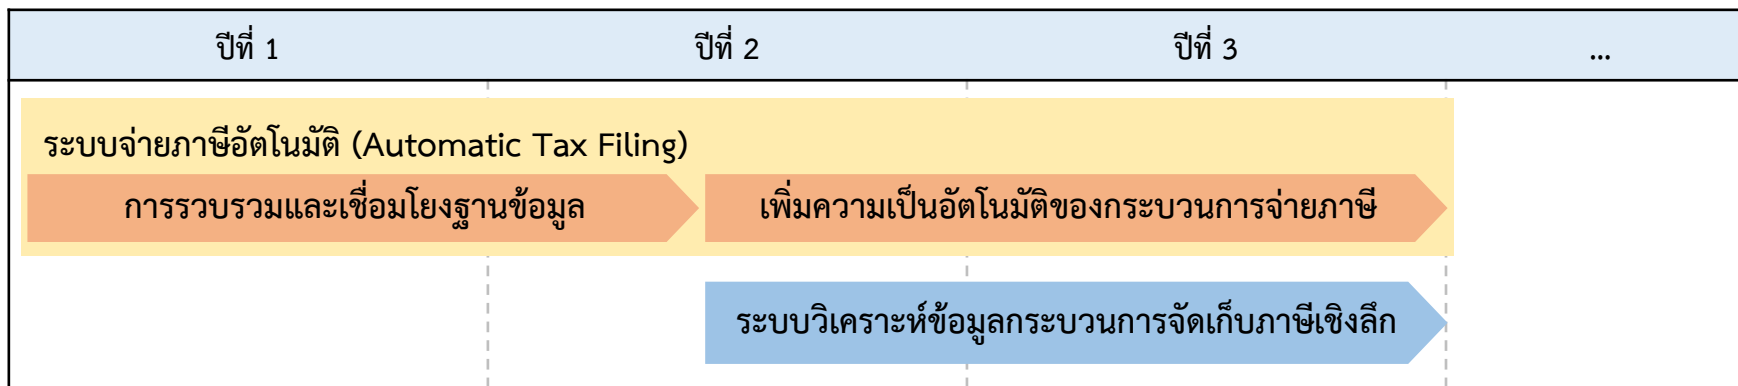 ปีที่ 1
ปีที่ 2
ปีที่ 3
...
ระบบจ่ายภาษีอัตโนมัติ (Automatic Tax Filing)
การรวบรวมและเชื่อมโยงฐานข้อมูล
เพิ่มความเป็นอัตโนมัติของกระบวนการจ่ายภาษี
ระบบวิเคราะห์ข้อมูลกระบวนการจัดเก็บภาษีเชิงลึก